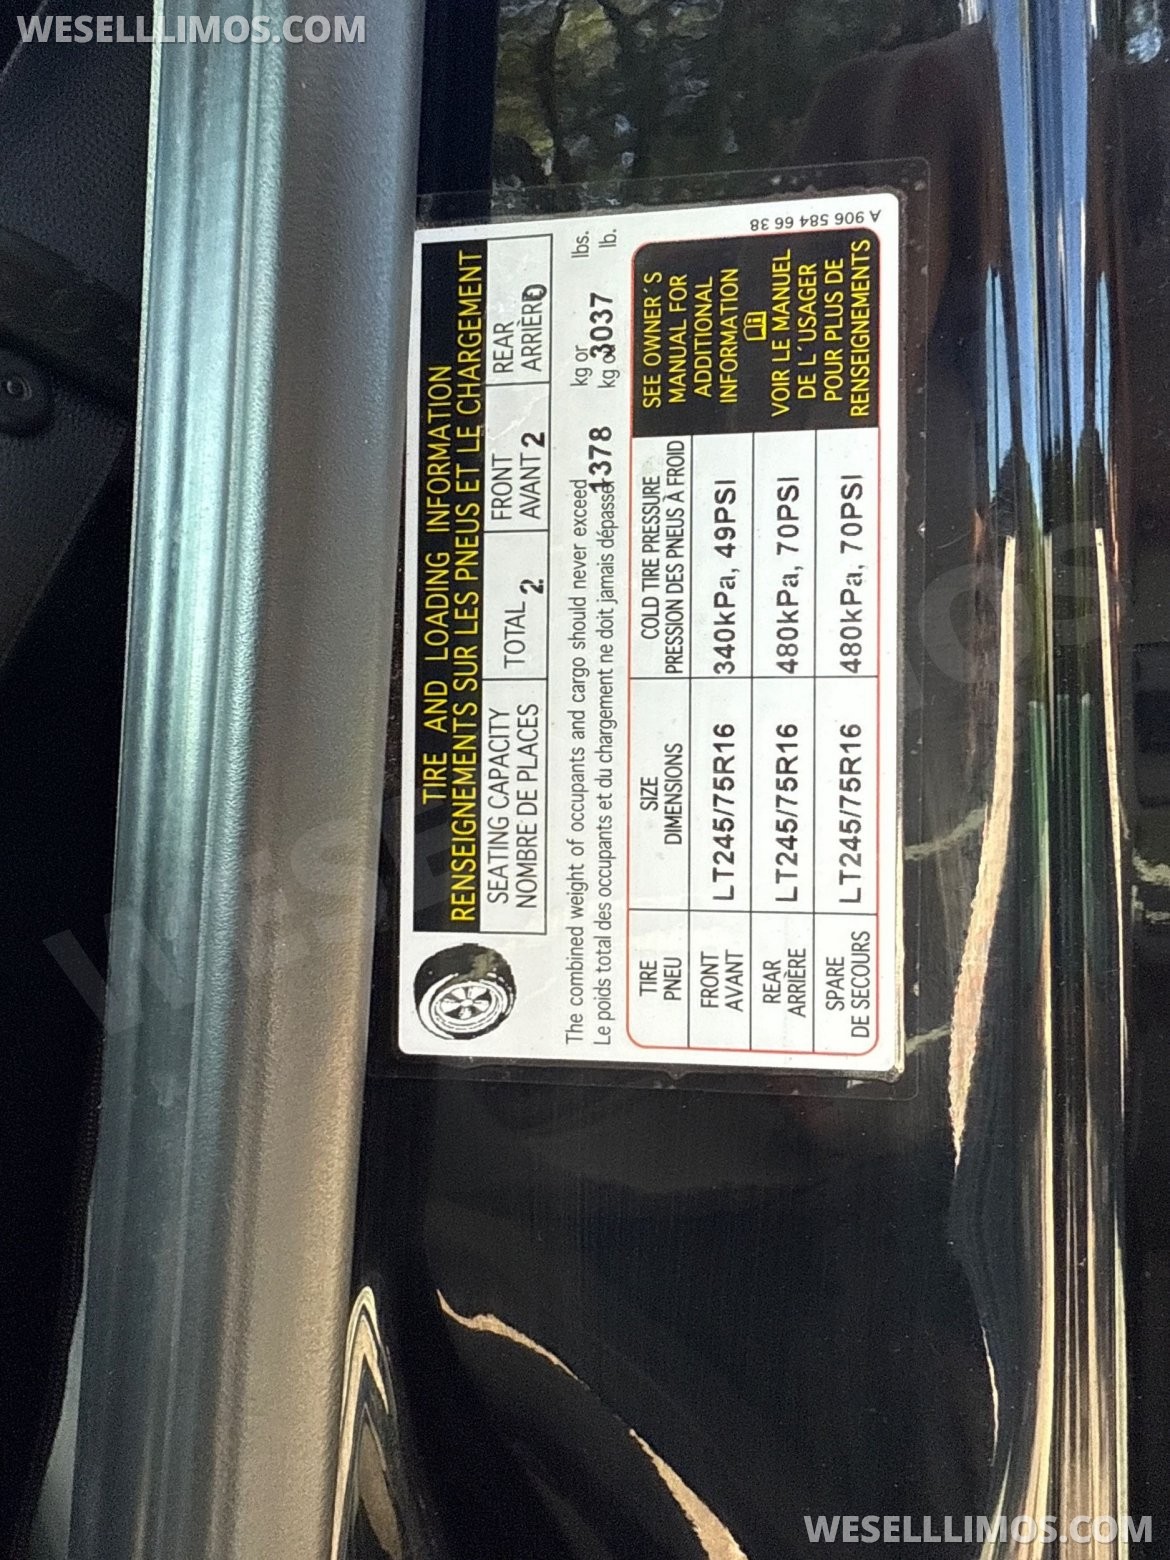 WESELLLIMOS.COM
TIRE AND LOADING INFORMATION
RENSEIGNEMENTS SUR LES PNEUS ET LE CHARGEMENT
SEATING CAPACITY
NOMBRE DE PLACES
TOTAL 2
FRONT
AVANT 2
REAR
ARRIÈRE 0
The combined weight of occupants and cargo should never exceed kg or lbs.
Le poids total des occupants et du chargement ne doit jamais dépasser 1378 kg ou 3037 lb.
TIRE
PNEU
SIZE
DIMENSIONS
COLD TIRE PRESSURE
PRESSION DES PNEUS À FROID
FRONT
AVANT
LT245/75R16
340kPa, 49PSI
REAR
ARRIÈRE
LT245/75R16
480kPa, 70PSI
SPARE
DE SECOURS
LT245/75R16
480kPa, 70PSI
SEE OWNER'S
MANUAL FOR
ADDITIONAL
INFORMATION
VOIR LE MANUEL
DE L'USAGER
POUR PLUS DE
RENSEIGNEMENTS
A 906 584 66 38
WESELLLIMOS.COM